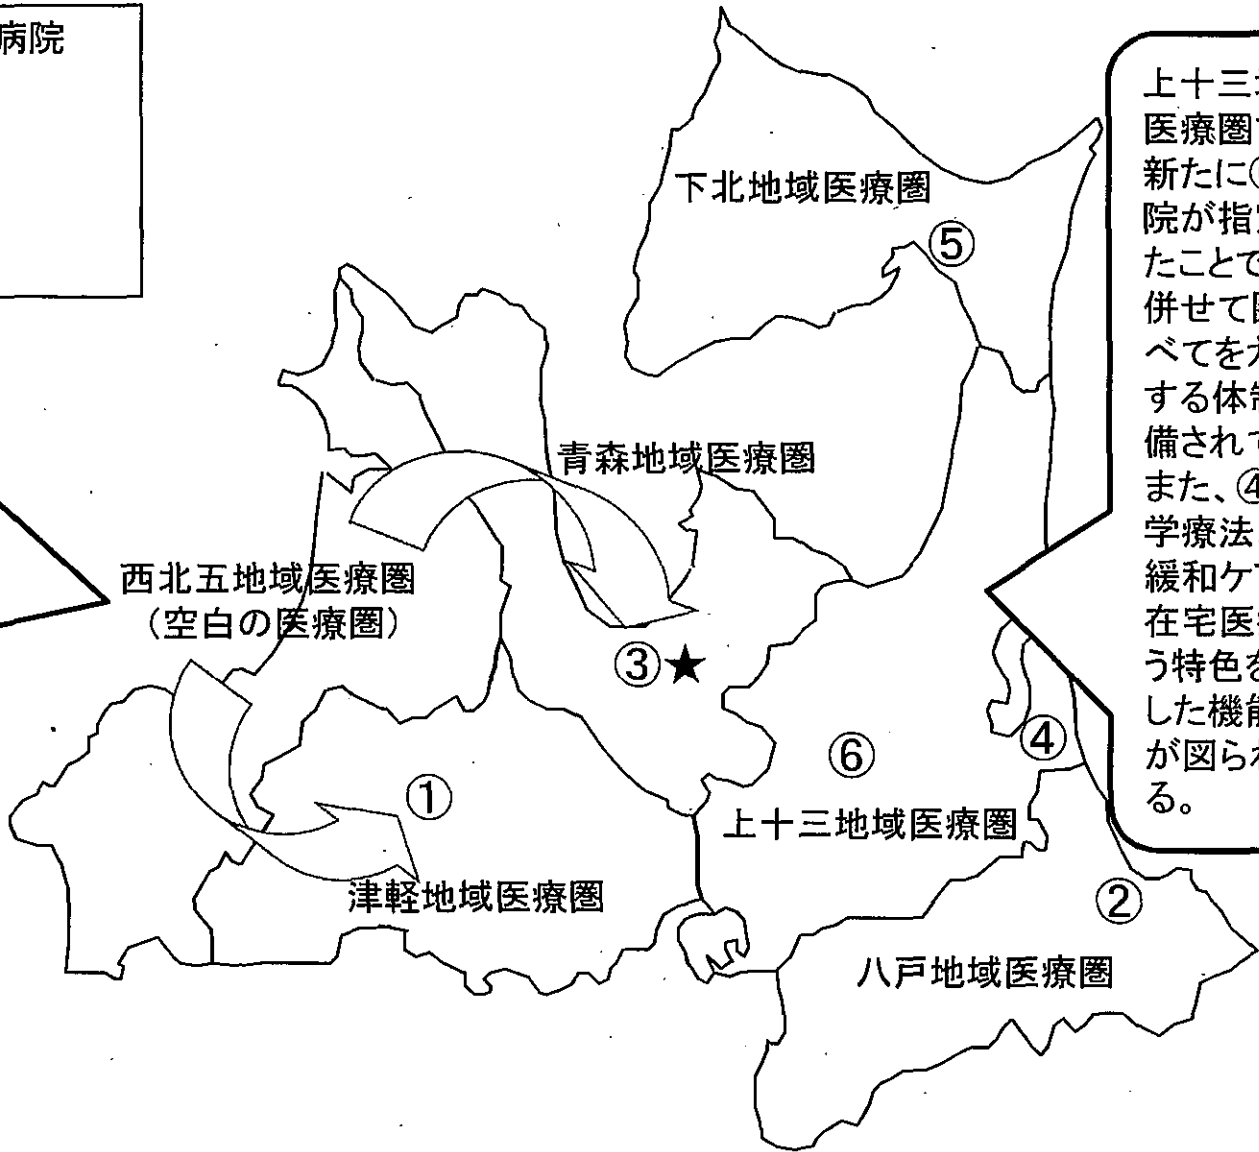 病院
下北地域医療圏
⑤
青森地域医療圏
西北五地域医療圏
（空白の医療圏）
③★
④
⑥
①
上十三地域医療圏
津軽地域医療圏
②
八戸地域医療圏
上十三
医療圏
新たに
院が指
たことで
併せて
べてを
する体
備されて
また、④
学療法
緩和ケ
在宅医
う特色を
した機能
が図られ
る。